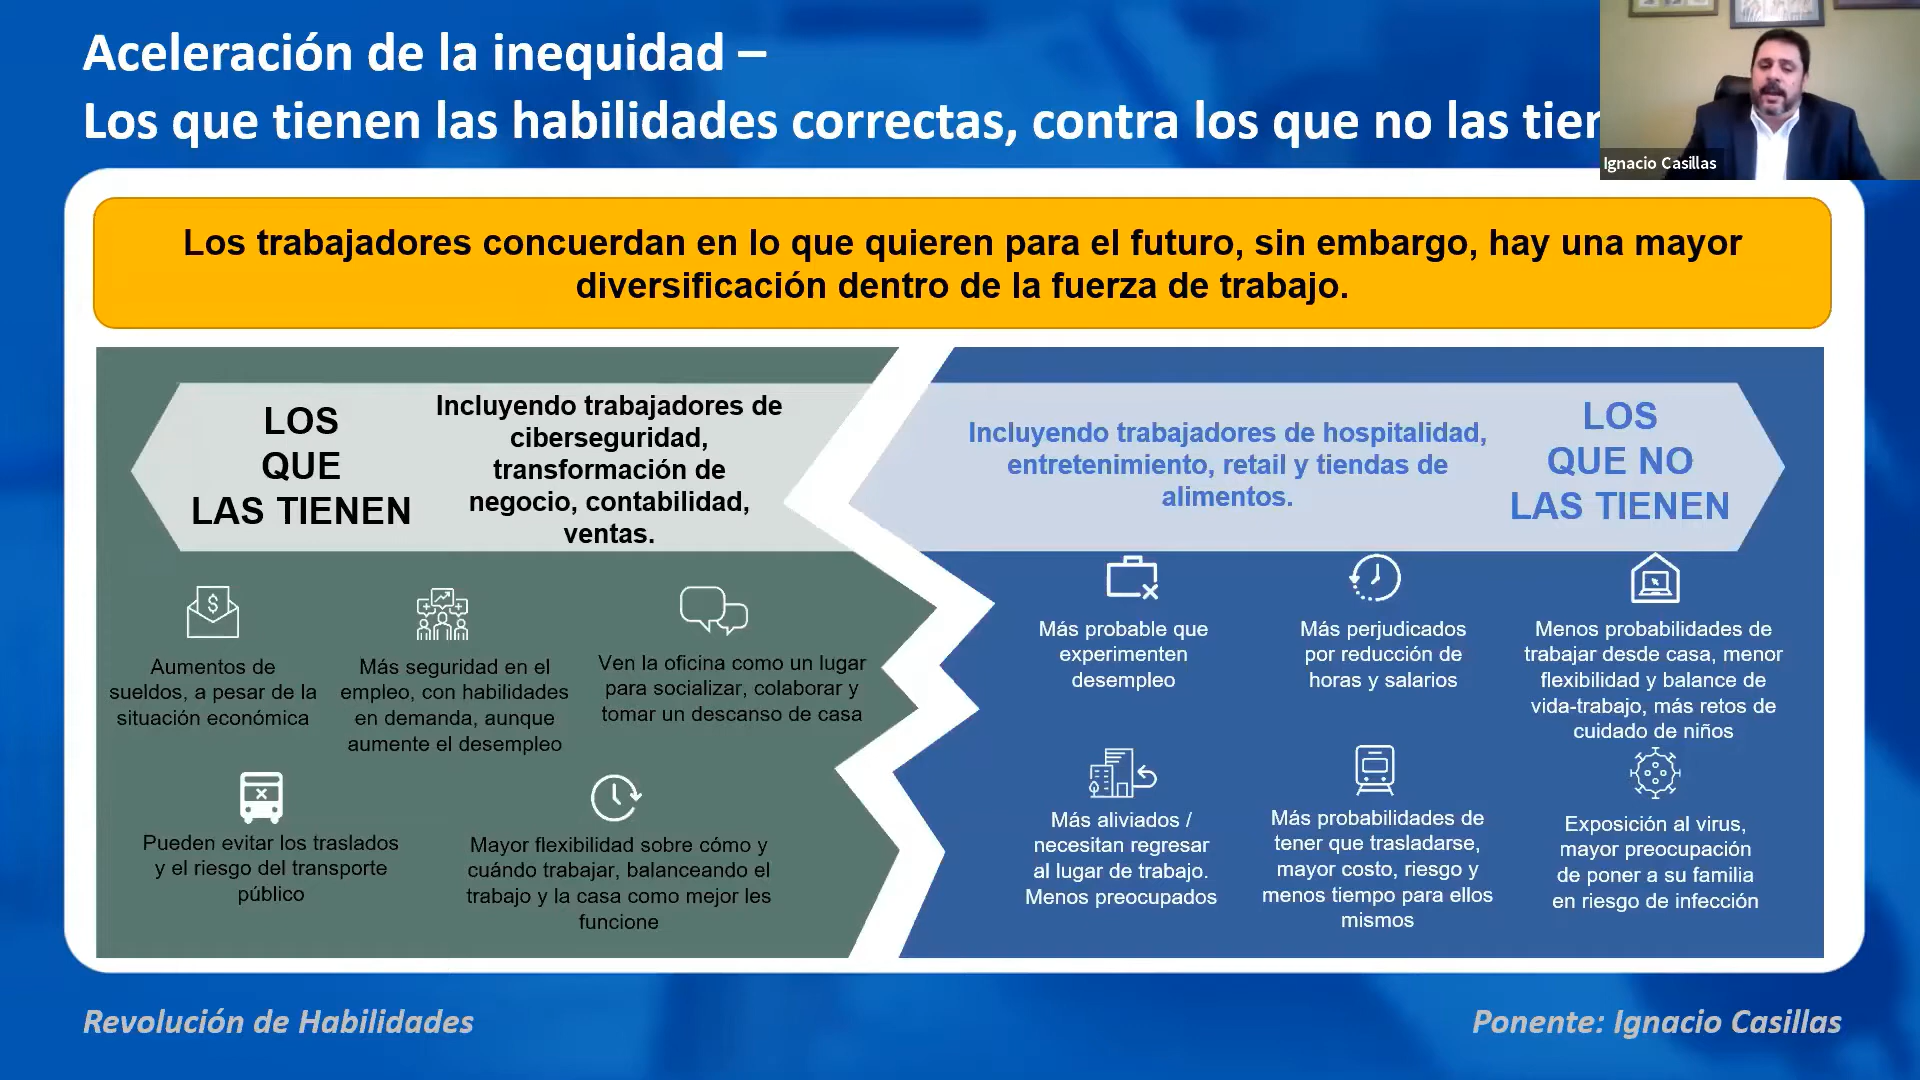 Aceleración de la inequidad –
Los que tienen las habilidades correctas, contra los que no las tien
Ignacio Casillas
Los trabajadores concuerdan en lo que quieren para el futuro, sin embargo, hay una mayor
diversificación dentro de la fuerza de trabajo.
LOS
QUE
LAS TIENEN
Incluyendo trabajadores de
ciberseguridad,
transformación de
negocio, contabilidad,
ventas.
$
Aumentos de
sueldos, a pesar de la
situación económica
Más seguridad en el
empleo, con habilidades
en demanda, aunque
aumente el desempleo
Ven la oficina como un lugar
para socializar, colaborar y
tomar un descanso de casa
Pueden evitar los traslados
y el riesgo del transporte
público
Mayor flexibilidad sobre cómo y
cuándo trabajar, balanceando el
trabajo y la casa como mejor les
funcione
Incluyendo trabajadores de hospitalidad,
entretenimiento, retail y tiendas de
alimentos.
LOS
QUE NO
LAS TIENEN
Más probable que
experimenten
desempleo
Más perjudicados
por reducción de
horas y salarios
Menos probabilidades de
trabajar desde casa, menor
flexibilidad y balance de
vida-trabajo, más retos de
cuidado de niños
Más aliviados /
necesitan regresar
al lugar de trabajo.
Menos preocupados
Más probabilidades de
tener que trasladarse,
mayor costo, riesgo y
menos tiempo para ellos
mismos
Exposición al virus,
mayor preocupación
de poner a su familia
en riesgo de infección
Revolución de Habilidades
Ponente: Ignacio Casillas